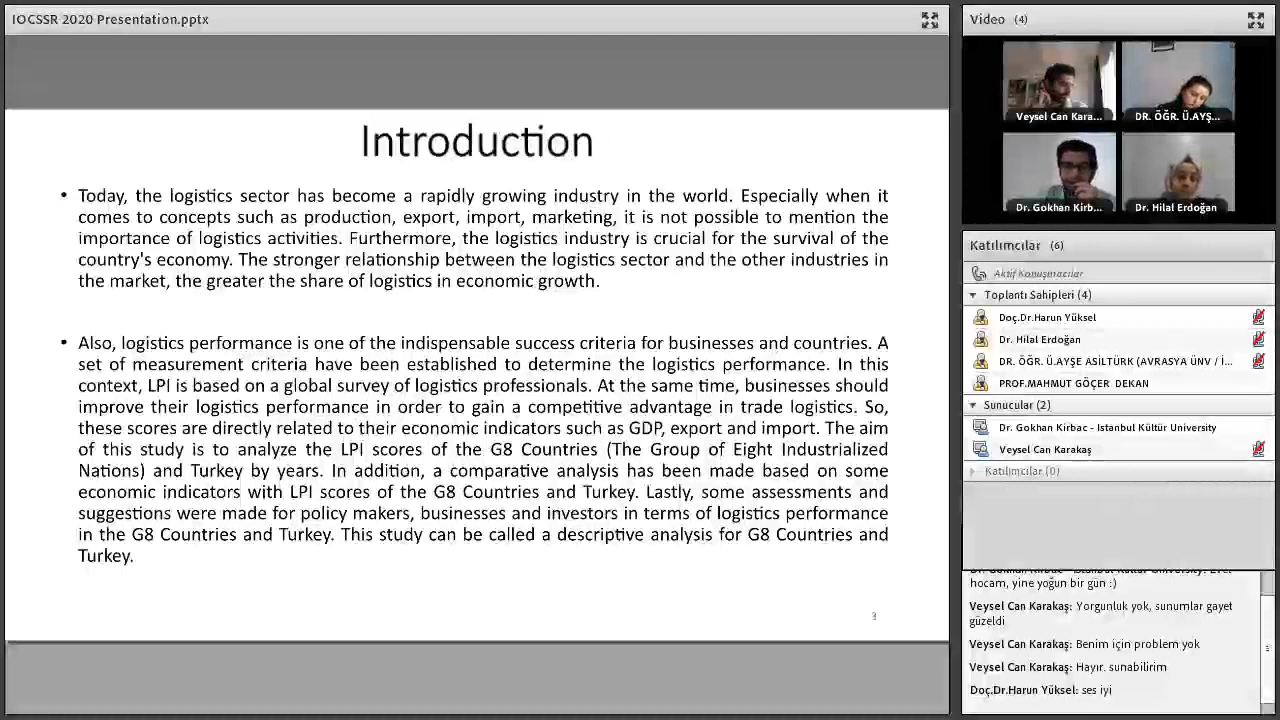 IOCSSR 2020 Presentation.pptx
Introduction
• Today, the logistics sector has become a rapidly growing industry in the world. Especially when it
comes to concepts such as production, export, import, marketing, it is not possible to mention the
importance of logistics activities. Furthermore, the logistics industry is crucial for the survival of the
country's economy. The stronger relationship between the logistics sector and the other industries in
the market, the greater the share of logistics in economic growth.
• Also, logistics performance is one of the indispensable success criteria for businesses and countries. A
set of measurement criteria have been established to determine the logistics performance. In this
context, LPI is based on a global survey of logistics professionals. At the same time, businesses should
improve their logistics performance in order to gain a competitive advantage in trade logistics. So,
these scores are directly related to their economic indicators such as GDP, export and import. The aim
of this study is to analyze the LPI scores of the G8 Countries (The Group of Eight Industrialized
Nations) and Turkey by years. In addition, a comparative analysis has been made based on some
economic indicators with LPI scores of the G8 Countries and Turkey. Lastly, some assessments and
suggestions were made for policy makers, businesses and investors in terms of logistics performance
in the G8 Countries and Turkey. This study can be called a descriptive analysis for G8 Countries and
Turkey.
3
Video (4)
Veysel Can Kara...
DR. ÖĞR. Ü.AYŞ...
Dr. Gokhan Kirb...
Dr. Hilal Erdoğan
Katılımcılar (6)
Aktif Konuşmacılar
Toplantı Sahipleri (4)
Doç.Dr.Harun Yüksel
Dr. Hilal Erdoğan
DR. ÖĞR. Ü.AYŞE ASİLTÜRK (AVRASYA ÜNV / İ...
PROF.MAHMUT GÖÇER DEKAN
Sunucular (2)
Dr. Gokhan Kirbac - Istanbul Kültür University
Veysel Can Karakaş
Katılımcılar (0)
Dr. Gokhan Kirbac - Istanbul Kültür University: Evet
hocam, yine yoğun bir gün :)
Veysel Can Karakaş: Yorgunluk yok, sunumlar gayet
güzeldi
Veysel Can Karakaş: Benim için problem yok
Veysel Can Karakaş: Hayır. sunabilirim
Doç.Dr.Harun Yüksel: ses iyi